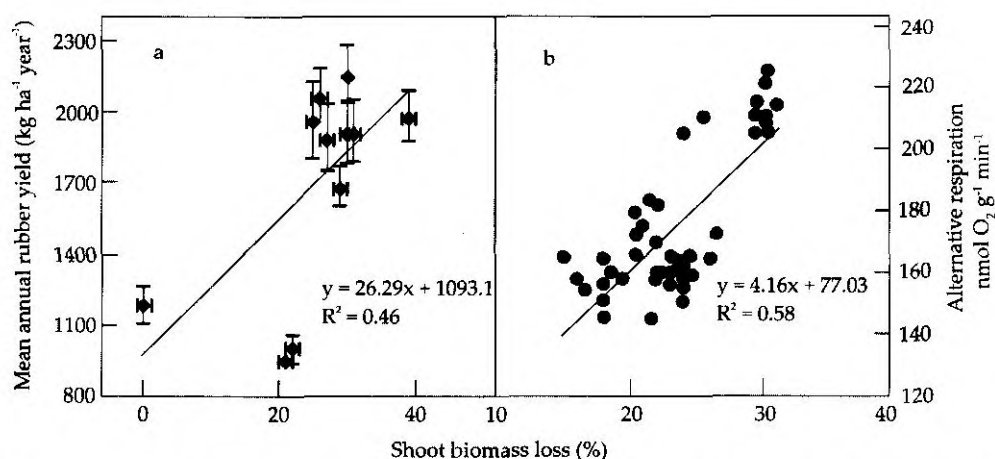 Mean annual rubber yield (kg ha⁻¹ year⁻¹)
2300
2000
1700
1400
1100
800
a
y = 26.29x + 1093.1
R² = 0.46
0
20
40
b
y = 4.16x + 77.03
R² = 0.58
10
20
30
40
240
220
200
180
160
140
120
Alternative respiration
nmol O₂ g⁻¹ min⁻¹
Shoot biomass loss (%)